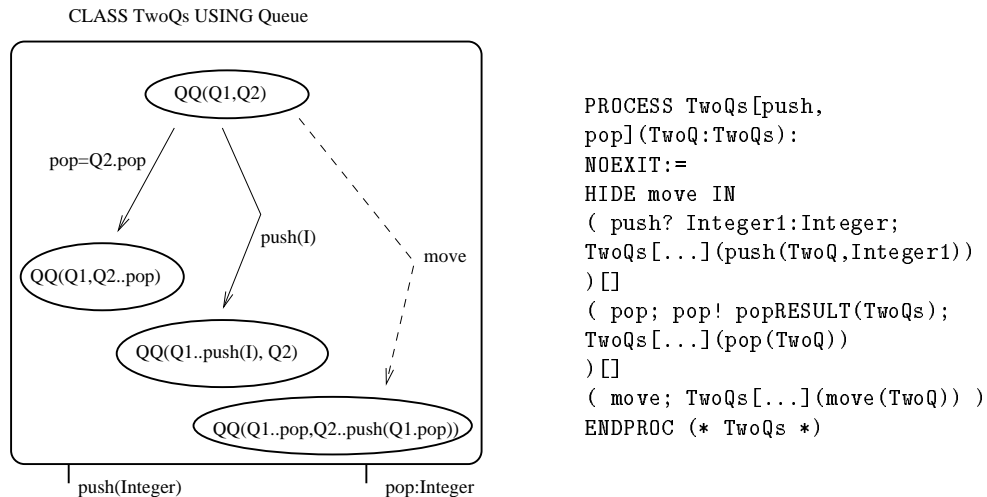 CLASS TwoQs USING Queue
QQ(Q1,Q2)
pop=Q2.pop
push(I)
move
QQ(Q1,Q2..pop)
QQ(Q1..push(I), Q2)
QQ(Q1..pop,Q2..push(Q1.pop))
push(Integer)
pop:Integer
PROCESS TwoQs[push,
pop](TwoQ:TwoQs):
NOEXIT:=
HIDE move IN
( push? Integer1:Integer;
TwoQs[...](push(TwoQ,Integer1))
)[]
( pop; pop! popRESULT(TwoQs);
TwoQs[...](pop(TwoQ))
)[]
( move; TwoQs[...](move(TwoQ)) )
ENDPROC (* TwoQs *)